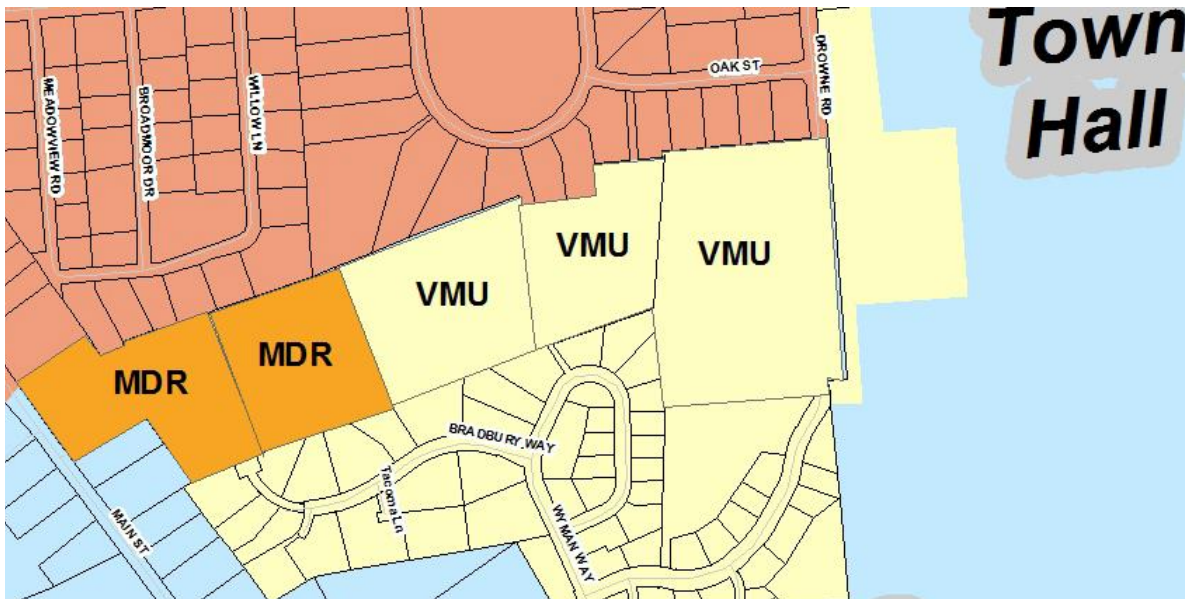 Town
Hall
MEADOWVIEW RD
BROADMOOR DR
WILLOW LN
OAK ST
DROWNE RD
VMU
VMU
VMU
MDR
MDR
BRADBURY WAY
Tacoma Ln
WYMAN WAY
MAIN ST